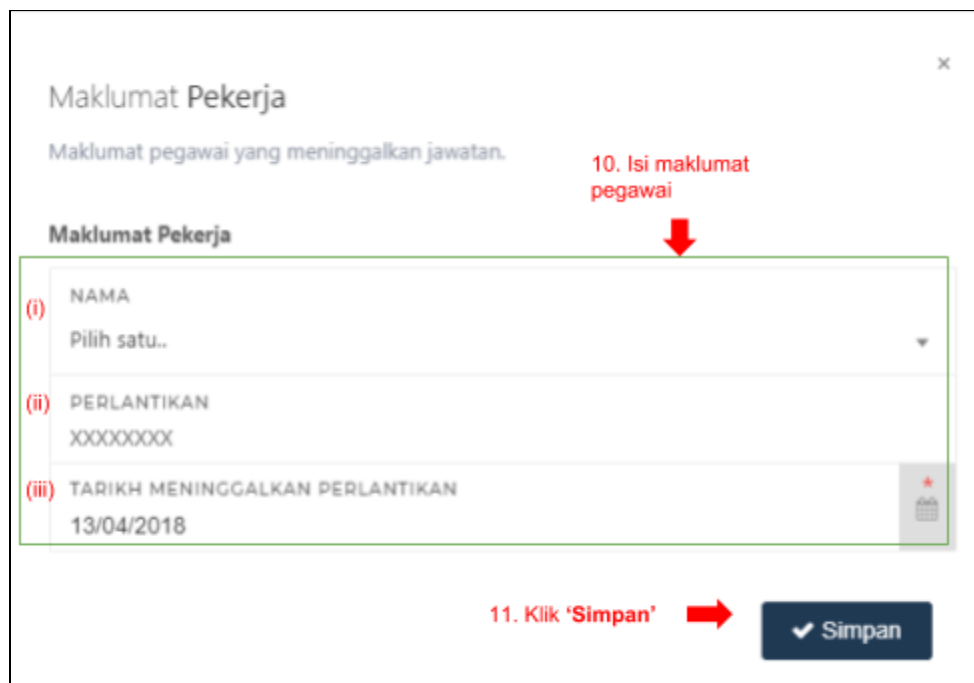 ×
Maklumat Pekerja
Maklumat pegawai yang meninggalkan jawatan.
10. Isi maklumat
pegawai
Maklumat Pekerja
(i) NAMA
Pilih satu..
(ii) PERLANTIKAN
XXXXXXXX
(iii) TARIKH MENINGGALKAN PERLANTIKAN *
13/04/2018
11. Klik ‘Simpan’
✔ Simpan